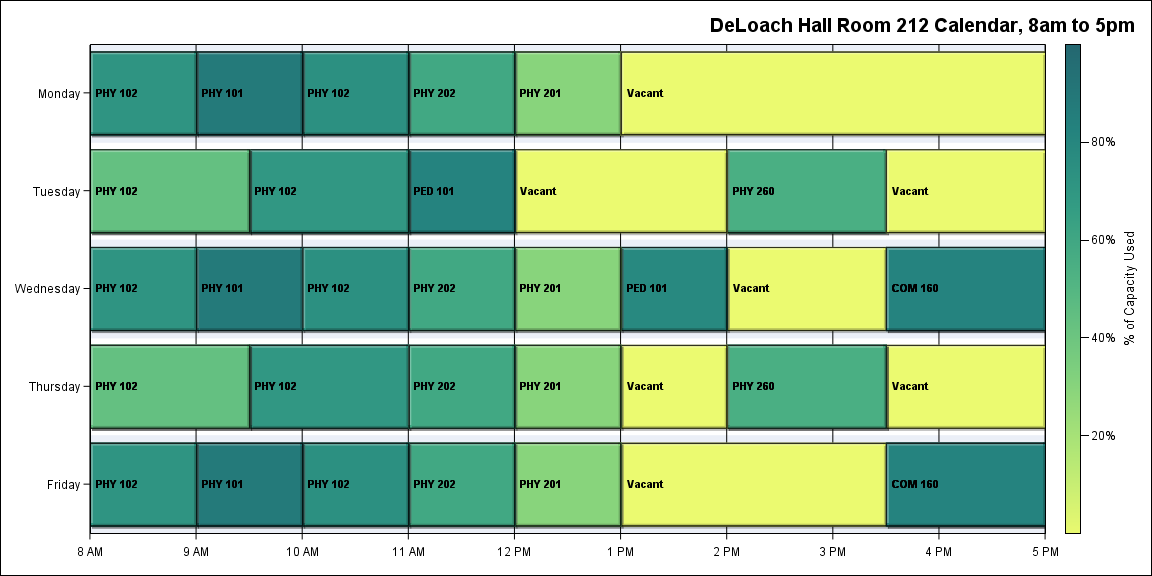 DeLoach Hall Room 212 Calendar, 8am to 5pm
Monday
PHY 102
PHY 101
PHY 102
PHY 202
PHY 201
Vacant
Tuesday
PHY 102
PHY 102
PED 101
Vacant
PHY 260
Vacant
Wednesday
PHY 102
PHY 101
PHY 102
PHY 202
PHY 201
PED 101
Vacant
COM 160
Thursday
PHY 102
PHY 102
PHY 202
PHY 201
Vacant
PHY 260
Vacant
Friday
PHY 102
PHY 101
PHY 102
PHY 202
PHY 201
Vacant
COM 160
8 AM
9 AM
10 AM
11 AM
12 PM
1 PM
2 PM
3 PM
4 PM
5 PM
80%
60%
40%
20%
% of Capacity Used